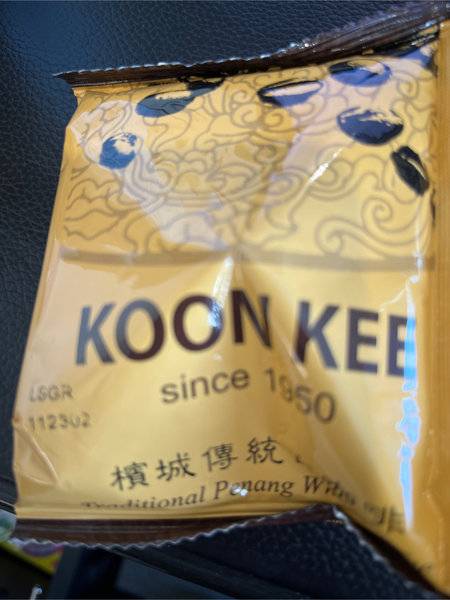 KOON KEE
since 1950
LSGR
112302
檳城傳統
Traditional Penang